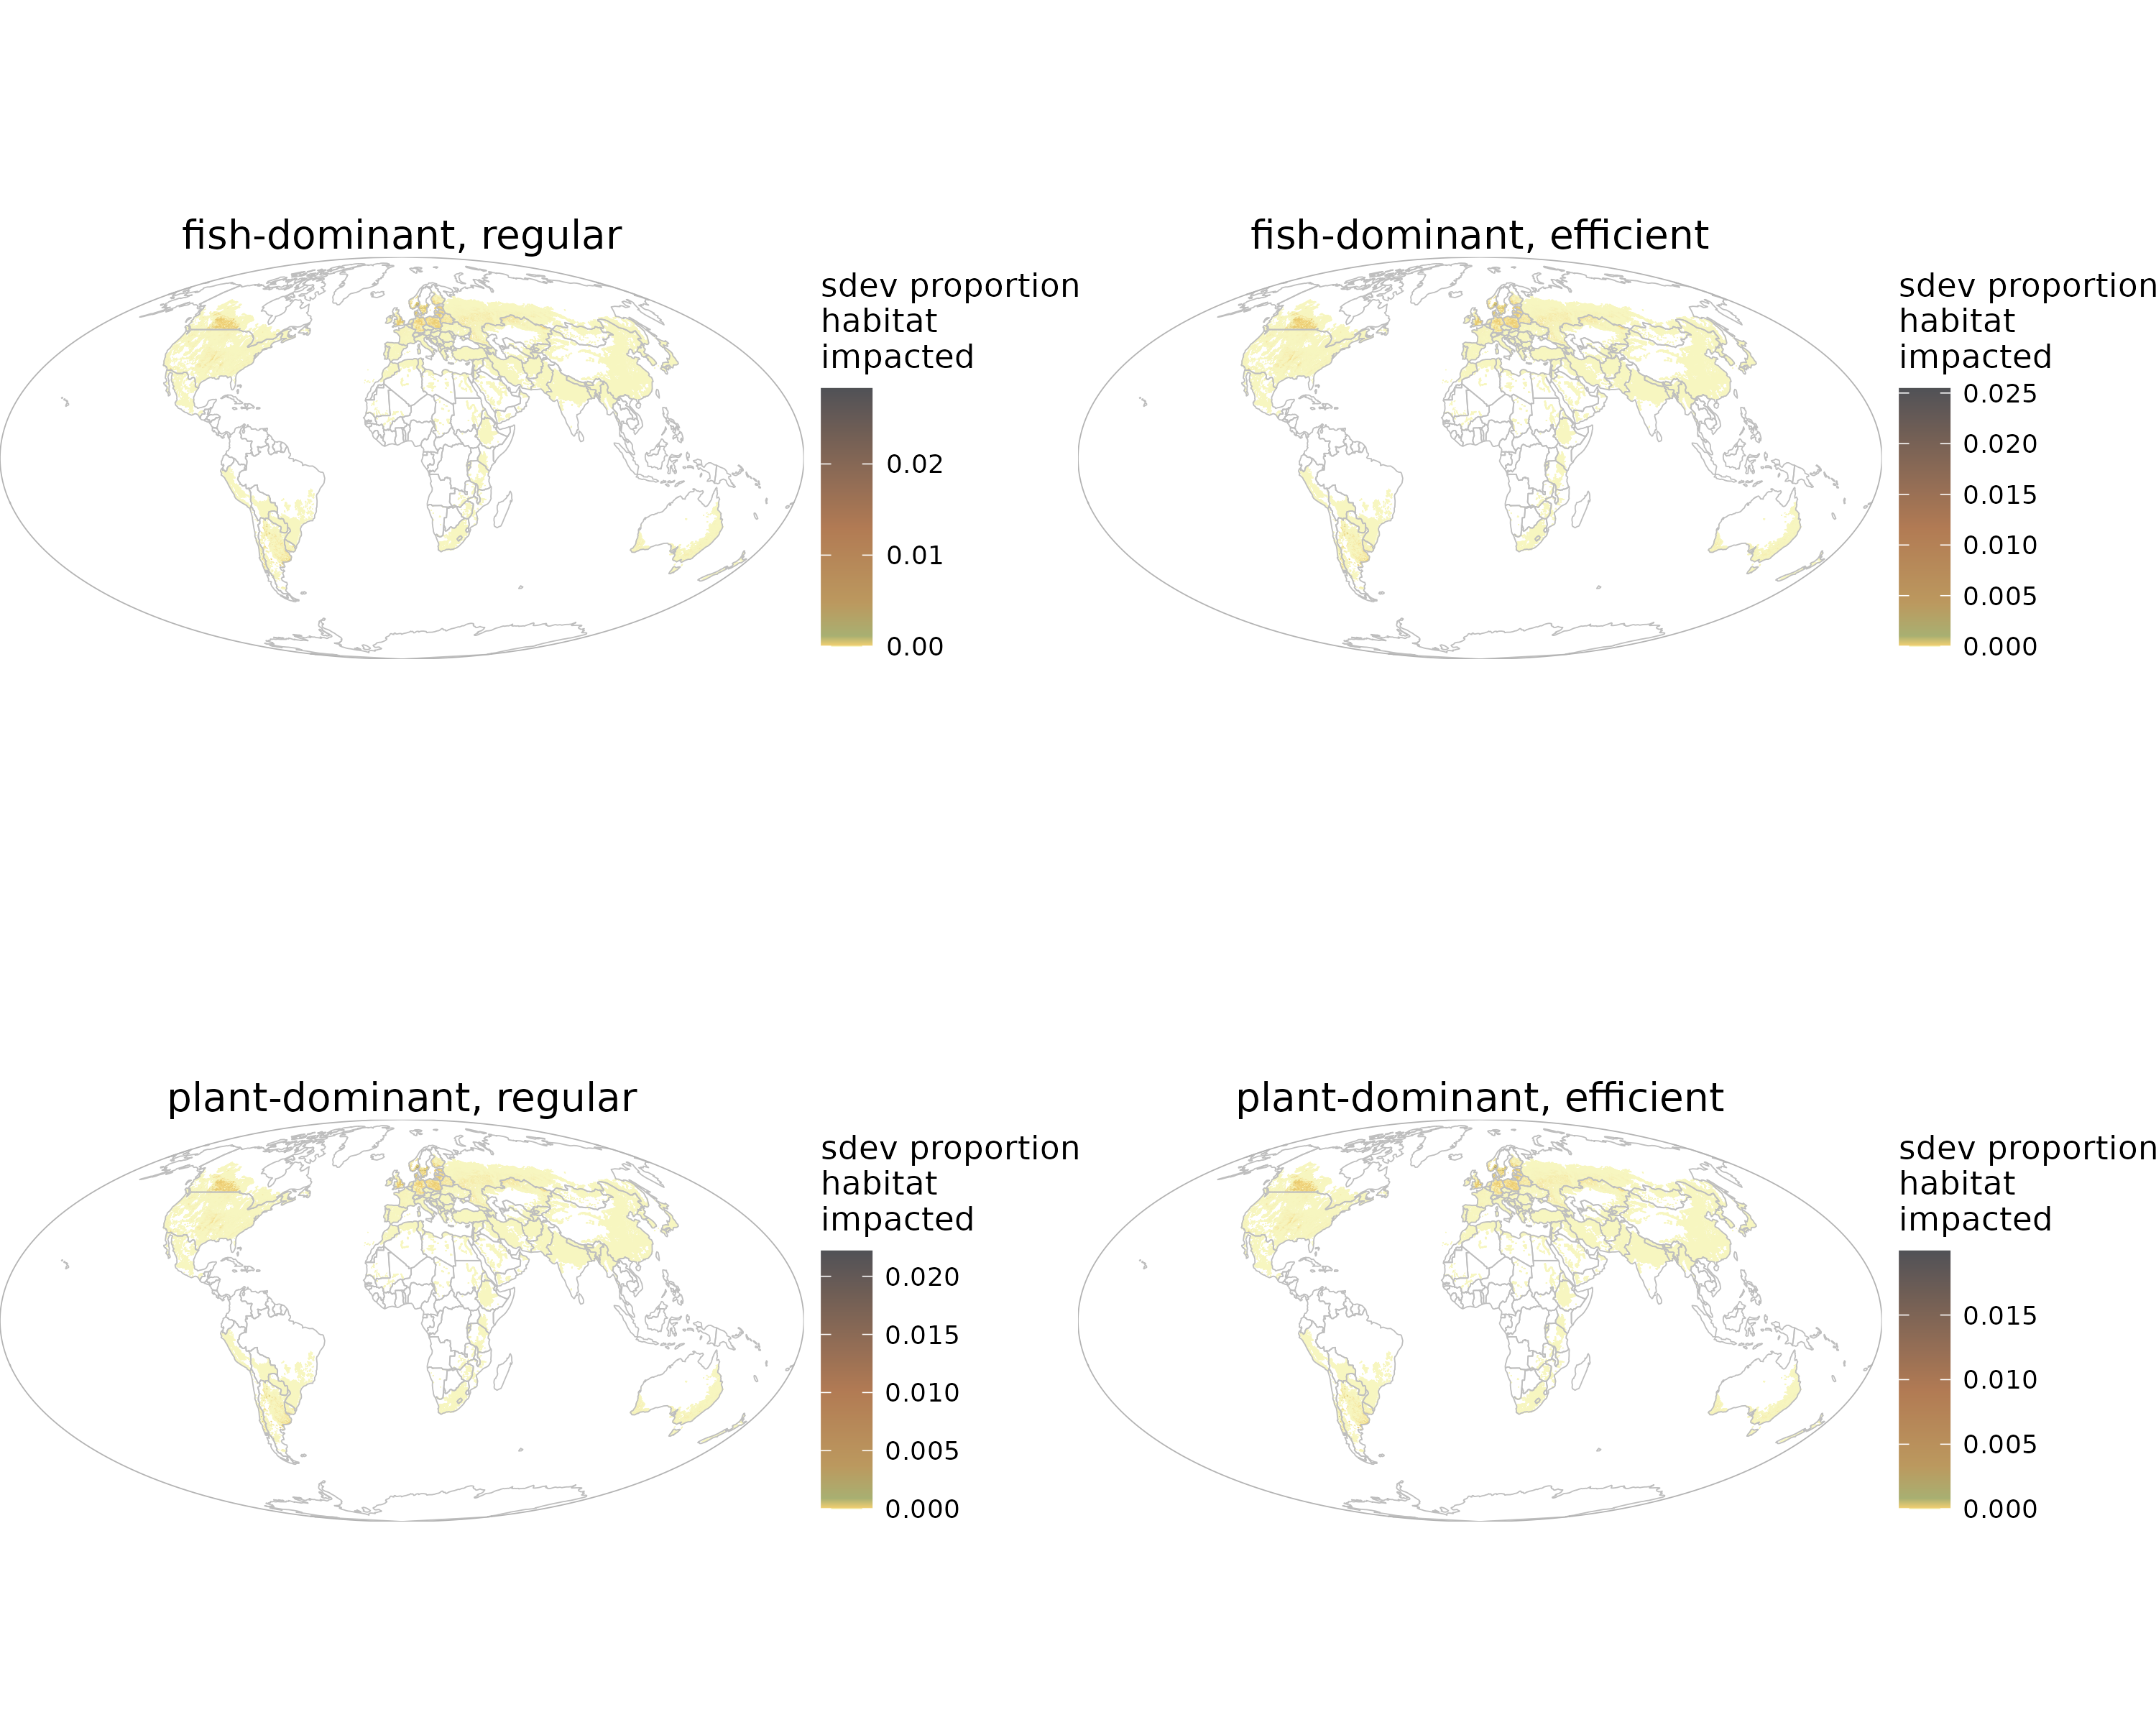 fish-dominant, regular
sdev proportion
habitat
impacted
0.02
0.01
0.00
fish-dominant, efficient
sdev proportion
habitat
impacted
0.025
0.020
0.015
0.010
0.005
0.000
plant-dominant, regular
sdev proportion
habitat
impacted
0.020
0.015
0.010
0.005
0.000
plant-dominant, efficient
sdev proportion
habitat
impacted
0.015
0.010
0.005
0.000